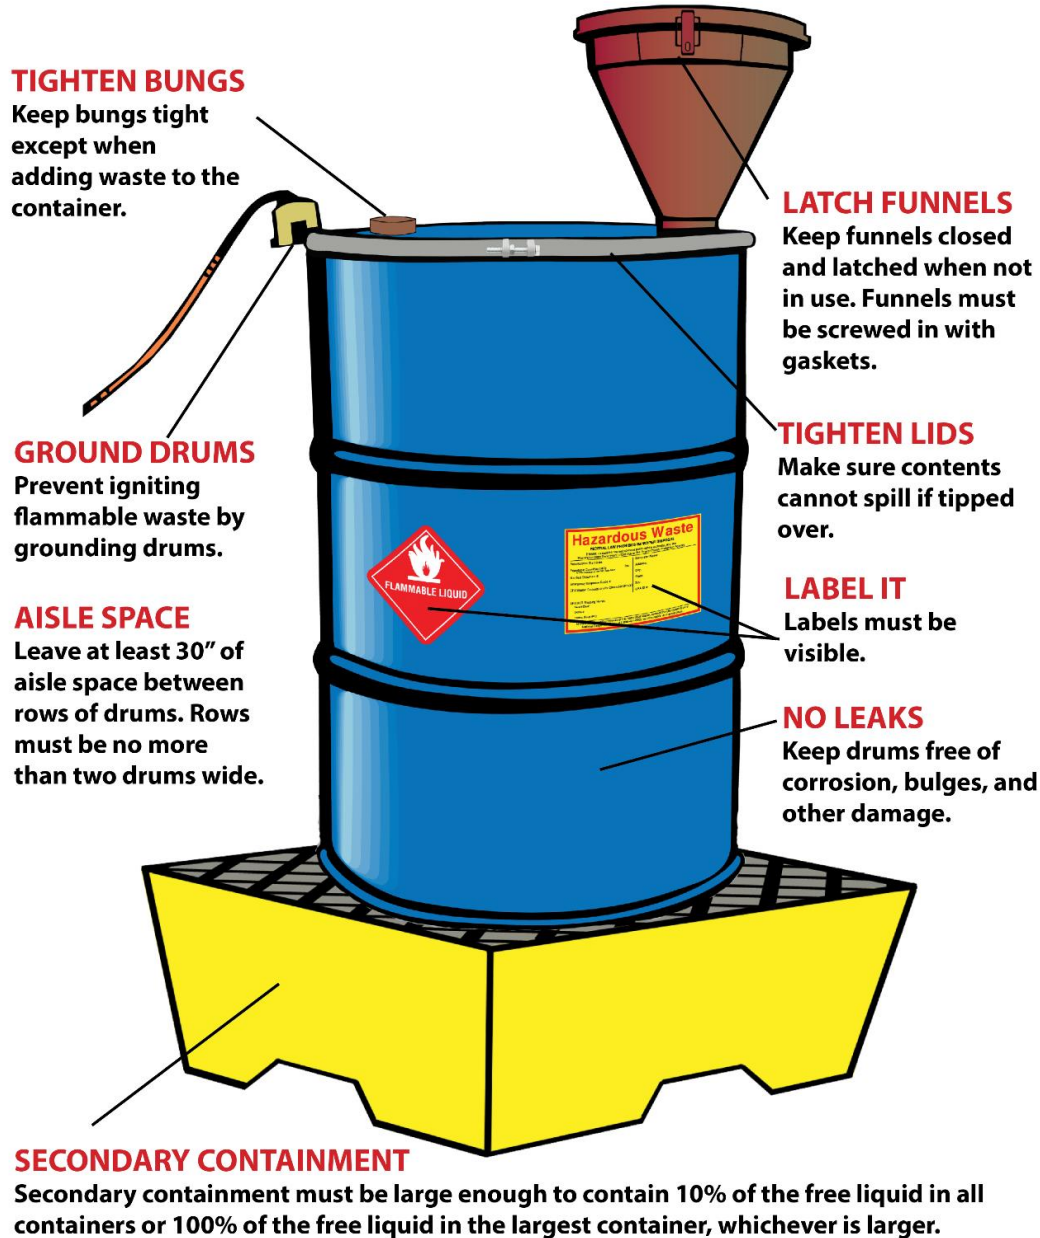 TIGHTEN BUNGS
Keep bungs tight
except when
adding waste to the
container.
LATCH FUNNELS
Keep funnels closed
and latched when not
in use. Funnels must
be screwed in with
gaskets.
GROUND DRUMS
Prevent igniting
flammable waste by
grounding drums.
TIGHTEN LIDS
Make sure contents
cannot spill if tipped
over.
FLAMMABLE LIQUID
Hazardous Waste
AISLE SPACE
Leave at least 30” of
aisle space between
rows of drums. Rows
must be no more
than two drums wide.
LABEL IT
Labels must be
visible.
NO LEAKS
Keep drums free of
corrosion, bulges, and
other damage.
SECONDARY CONTAINMENT
Secondary containment must be large enough to contain 10% of the free liquid in all
containers or 100% of the free liquid in the largest container, whichever is larger.